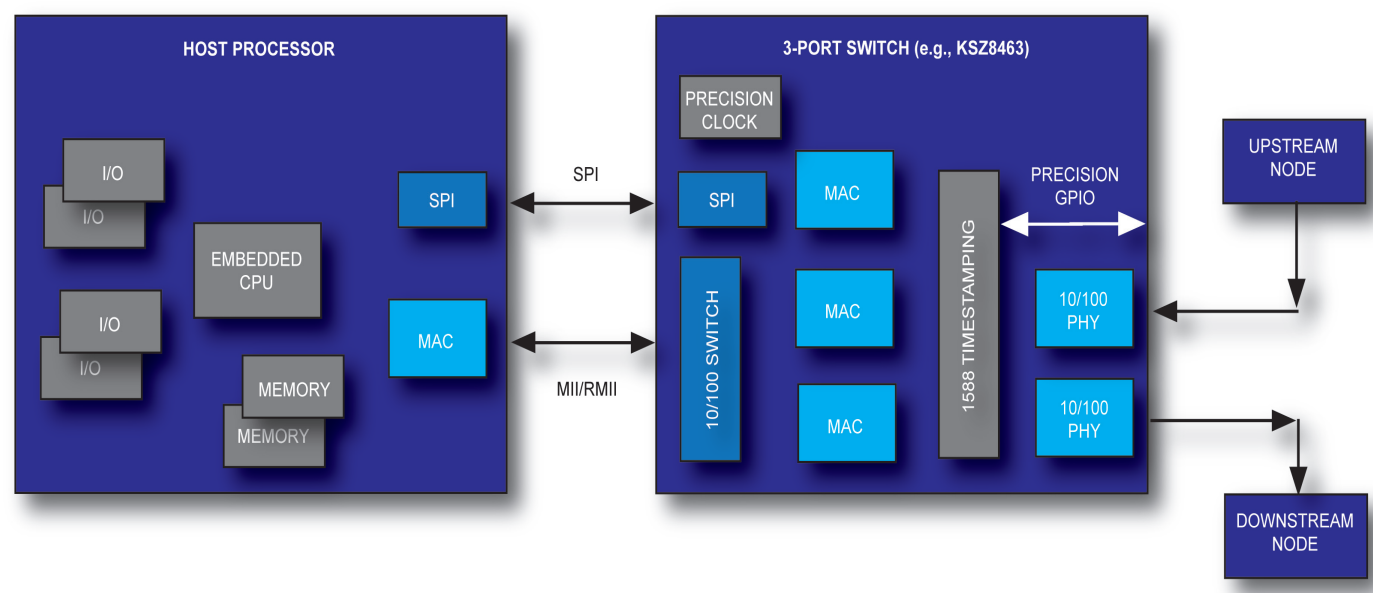 HOST PROCESSOR
I/O
I/O
EMBEDDED
CPU
I/O
I/O
MEMORY
MEMORY
SPI
MAC
SPI
MII/RMII
3-PORT SWITCH (e.g., KSZ8463)
PRECISION
CLOCK
SPI
10/100 SWITCH
MAC
MAC
MAC
1588 TIMESTAMPING
PRECISION
GPIO
10/100
PHY
10/100
PHY
UPSTREAM
NODE
DOWNSTREAM
NODE